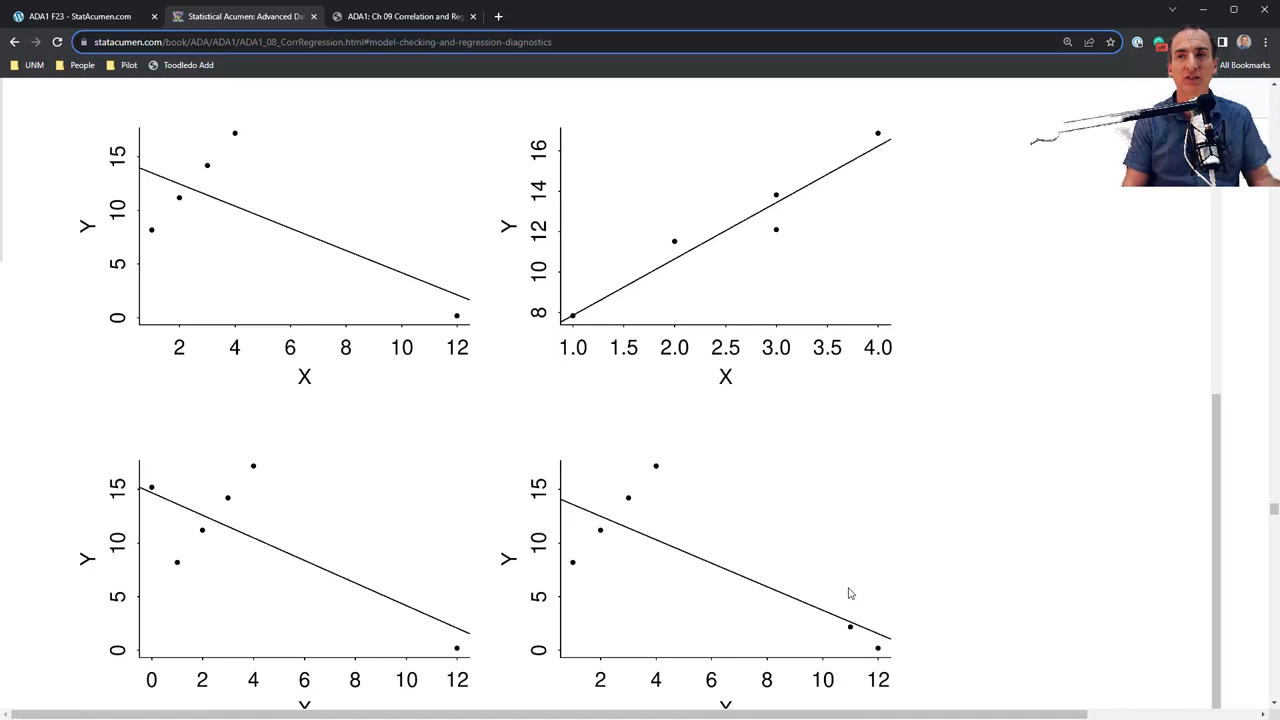 ADA1 F23 – StatAcumen.com
Statistical Acumen: Advanced Da
ADA1: Ch 09 Correlation and Reg
statacumen.com/book/ADA/ADA1/ADA1_08_CorrRegression.html#model-checking-and-regression-diagnostics
UNM
People
Pilot
Toodledo Add
All Bookmarks
Y
15
10
5
0
2 4 6 8 10 12
X
Y
16
14
12
10
8
1.0 1.5 2.0 2.5 3.0 3.5 4.0
X
Y
15
10
5
0
0 2 4 6 8 10 12
X
Y
15
10
5
0
2 4 6 8 10 12
X